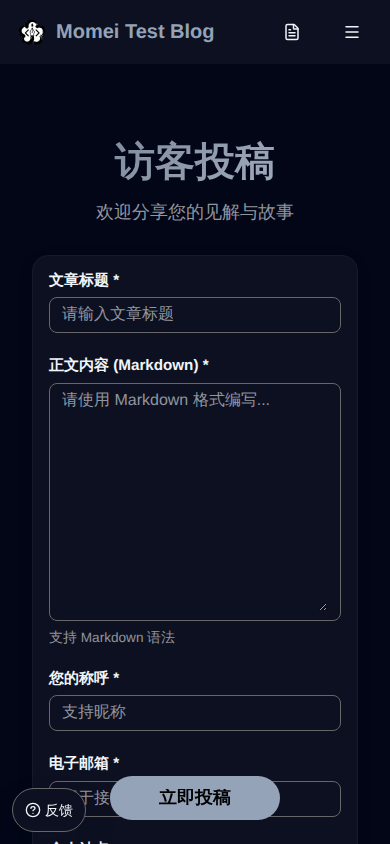 Momei Test Blog
访客投稿
欢迎分享您的见解与故事
文章标题 *
请输入文章标题
正文内容 (Markdown) *
请使用 Markdown 格式编写...
支持 Markdown 语法
您的称呼 *
支持昵称
电子邮箱 *
于接
立即投稿
反馈